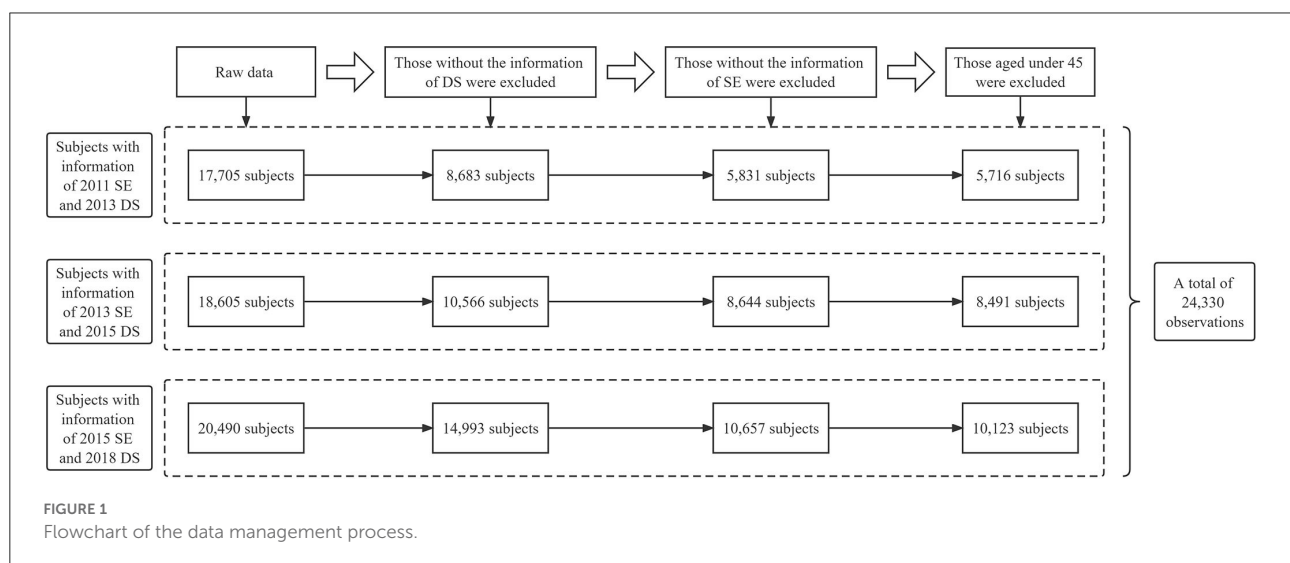 Raw data
Those without the information
of DS were excluded
Those without the information
of SE were excluded
Those aged under 45
were excluded
Subjects with
information
of 2011 SE
and 2013 DS
17,705 subjects
8,683 subjects
5,831 subjects
5,716 subjects
Subjects with
information
of 2013 SE
and 2015 DS
18,605 subjects
10,566 subjects
8,644 subjects
8,491 subjects
A total of
24,330
observations
Subjects with
information
of 2015 SE
and 2018 DS
20,490 subjects
14,993 subjects
10,657 subjects
10,123 subjects
FIGURE 1
Flowchart of the data management process.